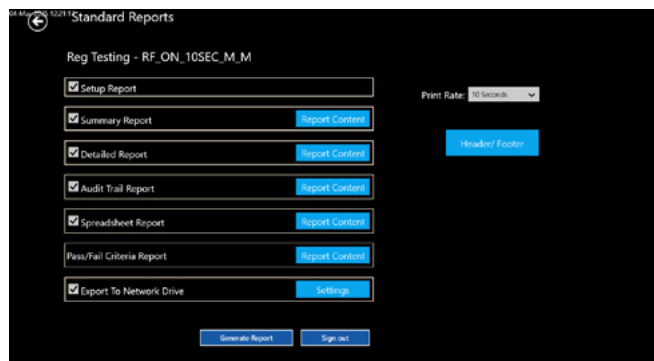 Standard Reports
Reg Testing - RF_ON_10SEC_M_M
Setup Report
Print Rate: 10 Seconds
Summary Report Report Content
Header/ Footer
Detailed Report Report Content
Audit Trail Report Report Content
Spreadsheet Report Report Content
Pass/Fail Criteria Report Report Content
Export To Network Drive Settings
Generate Report Sign out